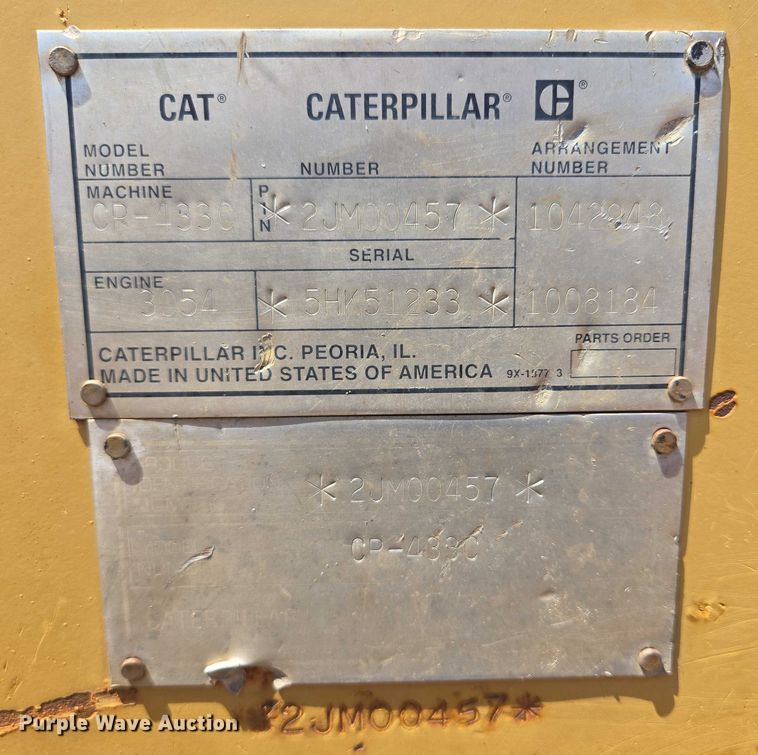 CAT® CATERPILLAR® C®
MODEL NUMBER NUMBER ARRANGEMENT NUMBER
MACHINE CP-433C PIN *2JM00457* 1042248
SERIAL
ENGINE 3054 *5HK51233* 1008184
CATERPILLAR INC. PEORIA, IL. PARTS ORDER
MADE IN UNITED STATES OF AMERICA
*2JM00457*
CP-433C
2JM00457*
Purple Wave Auction